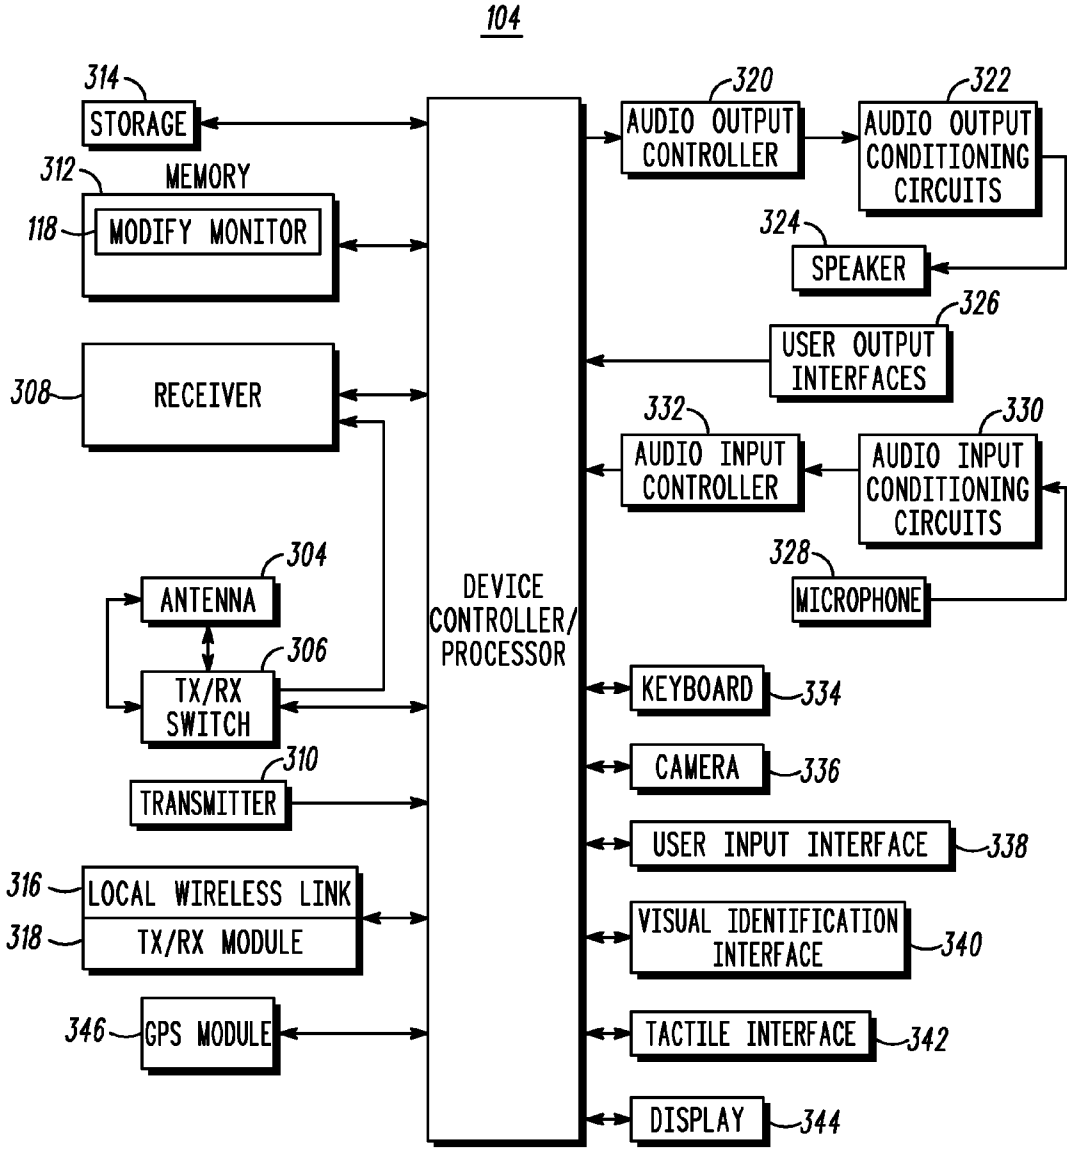 104
314
STORAGE
312
MEMORY
118
MODIFY MONITOR
308
RECEIVER
304
ANTENNA
306
TX/RX
SWITCH
310
TRANSMITTER
316
LOCAL WIRELESS LINK
318
TX/RX MODULE
346
GPS MODULE
DEVICE
CONTROLLER/
PROCESSOR
320
AUDIO OUTPUT
CONTROLLER
322
AUDIO OUTPUT
CONDITIONING
CIRCUITS
324
SPEAKER
326
USER OUTPUT
INTERFACES
332
AUDIO INPUT
CONTROLLER
330
AUDIO INPUT
CONDITIONING
CIRCUITS
328
MICROPHONE
KEYBOARD
334
CAMERA
336
USER INPUT INTERFACE
338
VISUAL IDENTIFICATION
INTERFACE
340
TACTILE INTERFACE
342
DISPLAY
344